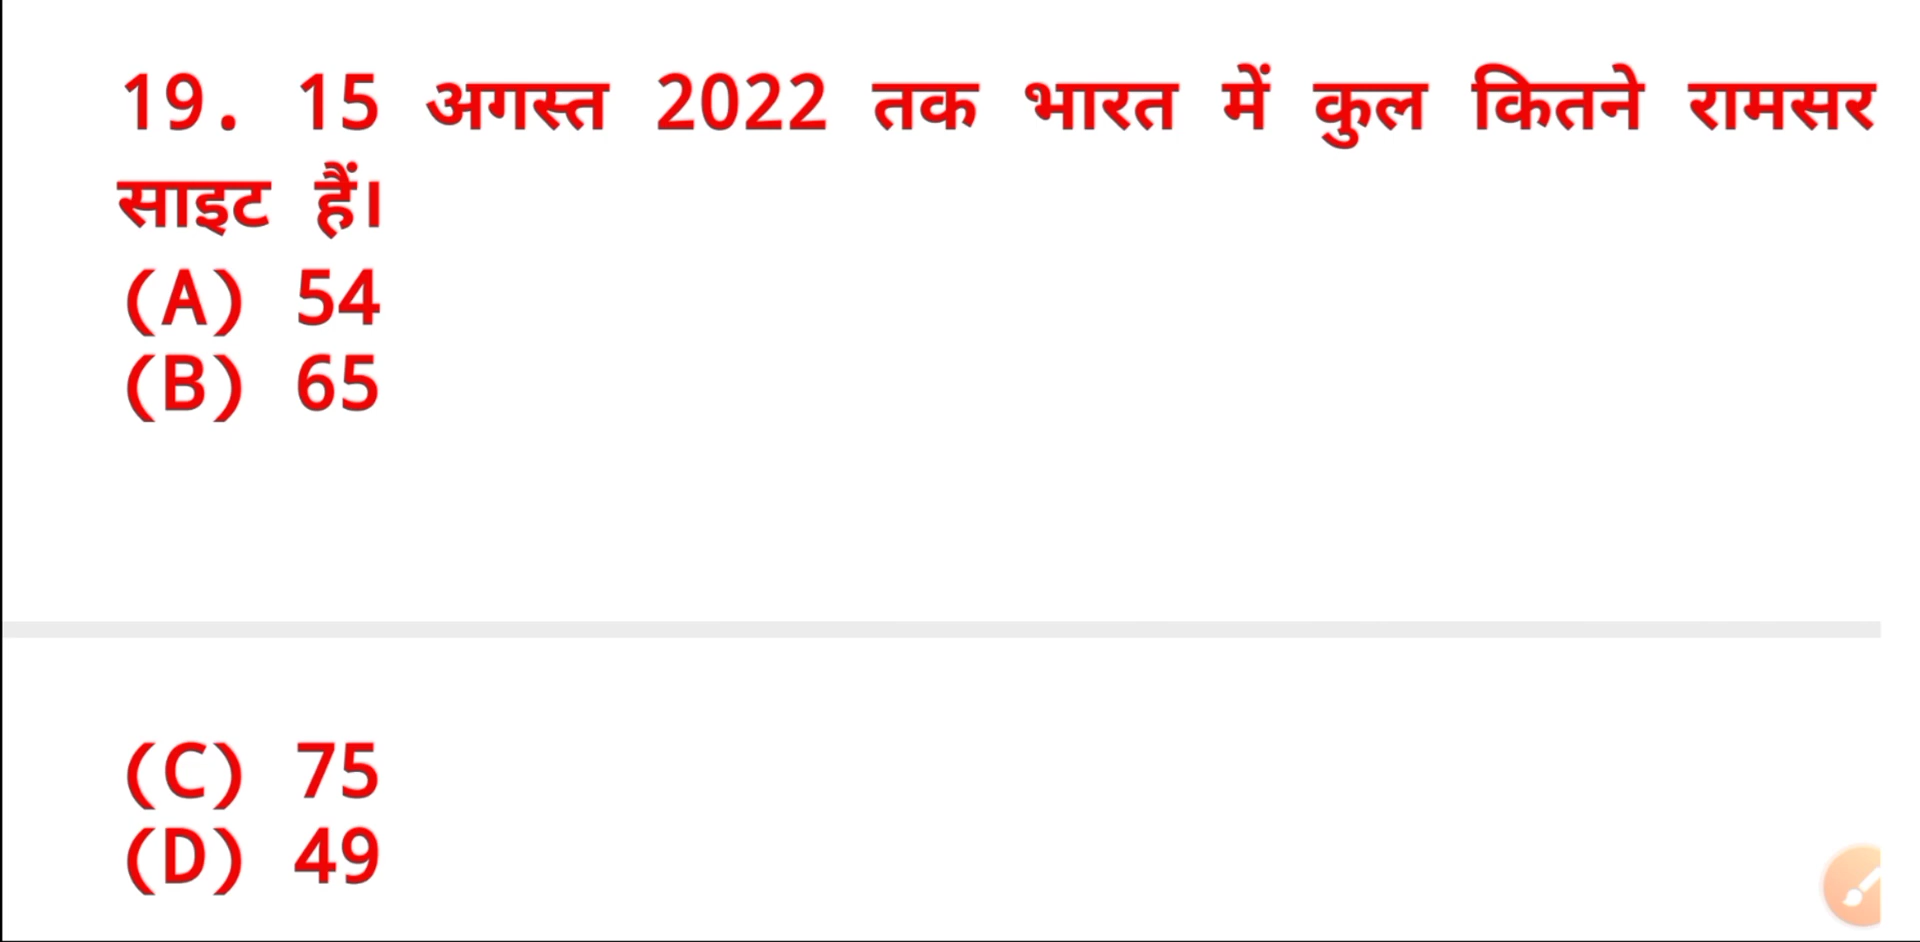 19. 15 अगस्त 2022 तक भारत में कुल कितने रामसर
साइट हैं।
(A) 54
(B) 65
(C) 75
(D) 49